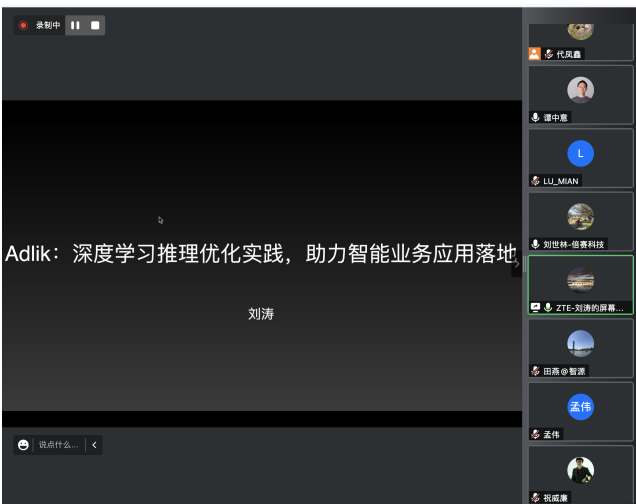 录制中
代凤鑫
谭中意
L
LU_MIAN
刘世林-倍赛科技
Adlik：深度学习推理优化实践，助力智能业务应用落地
刘涛
ZTE-刘涛的屏幕...
田燕@智源
孟伟
孟伟
说点什么...
祝威廉